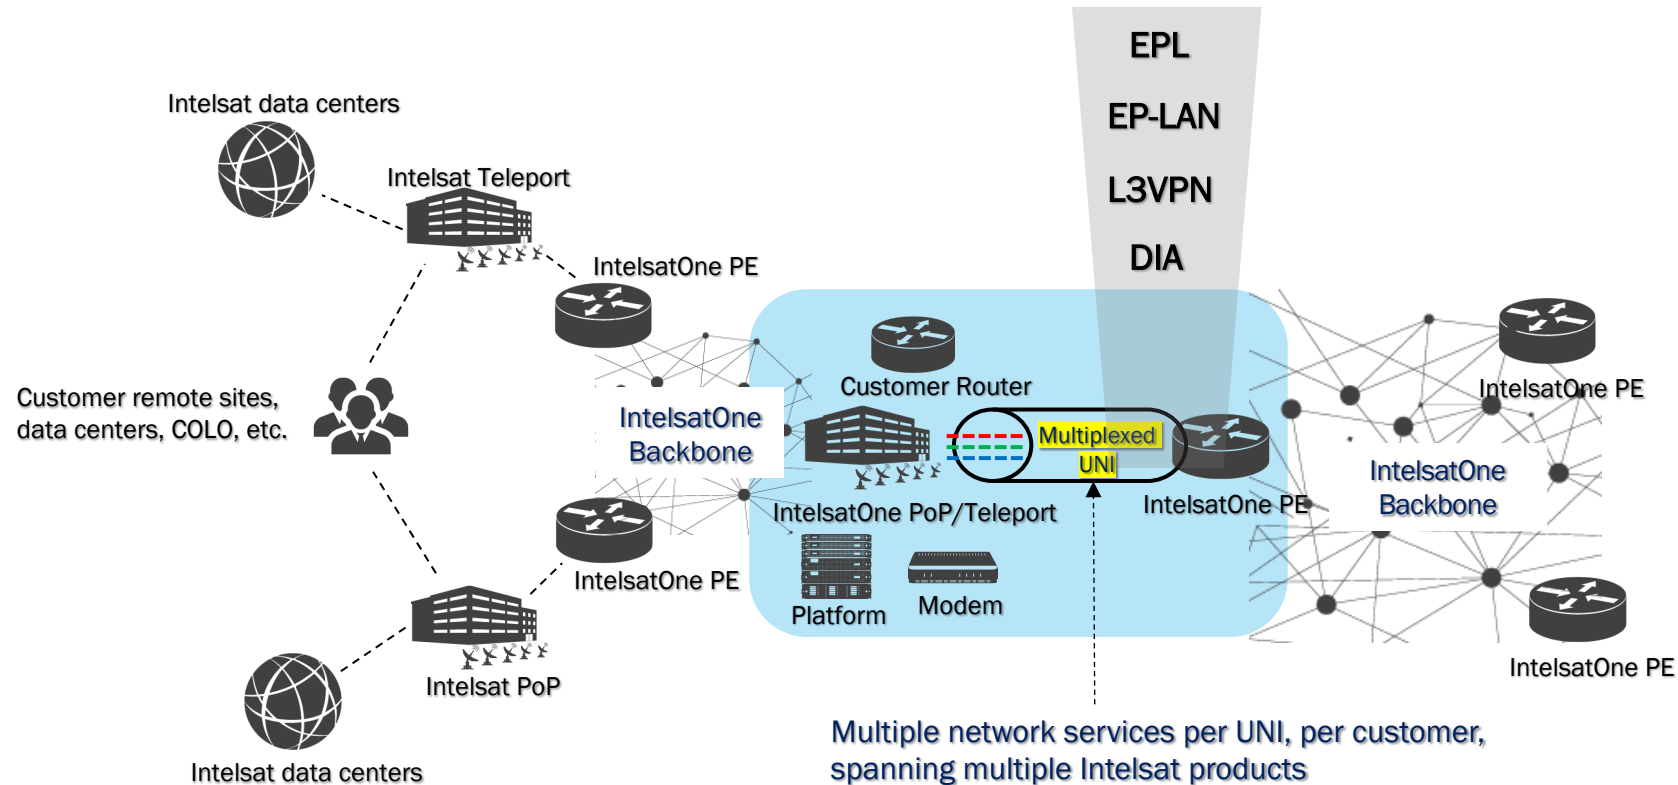 EPL
EP-LAN
L3VPN
DIA
Intelsat data centers
Intelsat Teleport
IntelsatOne PE
Customer remote sites,
data centers, COLO, etc.
IntelsatOne
Backbone
IntelsatOne PE
Intelsat PoP
Intelsat data centers
Customer Router
Multiplexed
UNI
IntelsatOne PoP/Teleport
IntelsatOne PE
Platform
Modem
IntelsatOne PE
IntelsatOne
Backbone
IntelsatOne PE
Multiple network services per UNI, per customer,
spanning multiple Intelsat products